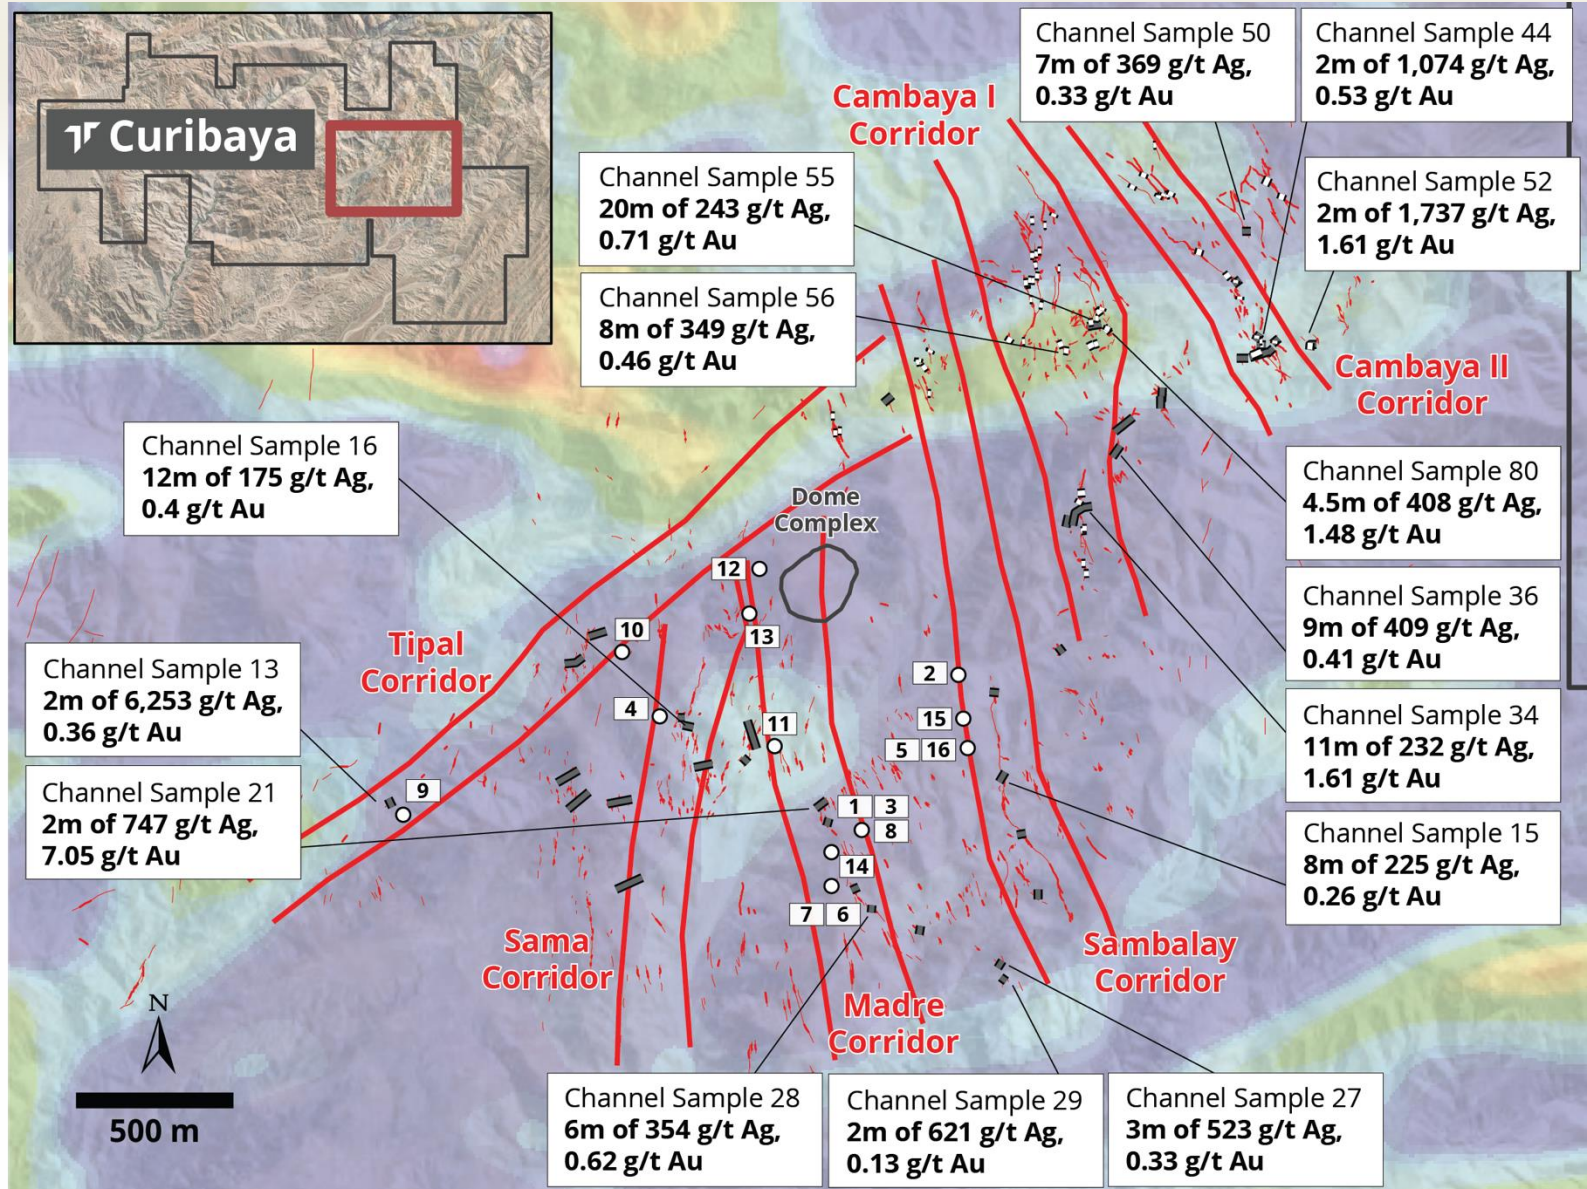 Curibaya
Channel Sample 50
7m of 369 g/t Ag,
0.33 g/t Au
Channel Sample 44
2m of 1,074 g/t Ag,
0.53 g/t Au
Cambaya I
Corridor
Channel Sample 55
20m of 243 g/t Ag,
0.71 g/t Au
Channel Sample 52
2m of 1,737 g/t Ag,
1.61 g/t Au
Channel Sample 56
8m of 349 g/t Ag,
0.46 g/t Au
Cambaya II
Corridor
Channel Sample 16
12m of 175 g/t Ag,
0.4 g/t Au
Dome
Complex
Channel Sample 80
4.5m of 408 g/t Ag,
1.48 g/t Au
12
Channel Sample 36
9m of 409 g/t Ag,
0.41 g/t Au
10
13
Tipal
Corridor
Channel Sample 13
2m of 6,253 g/t Ag,
0.36 g/t Au
2
4
11
15
5 16
Channel Sample 34
11m of 232 g/t Ag,
1.61 g/t Au
Channel Sample 21
2m of 747 g/t Ag,
7.05 g/t Au
9
1 3
8
14
7 6
Channel Sample 15
8m of 225 g/t Ag,
0.26 g/t Au
Sama
Corridor
Sambalay
Corridor
Madre
Corridor
N
500 m
Channel Sample 28
6m of 354 g/t Ag,
0.62 g/t Au
Channel Sample 29
2m of 621 g/t Ag,
0.13 g/t Au
Channel Sample 27
3m of 523 g/t Ag,
0.33 g/t Au